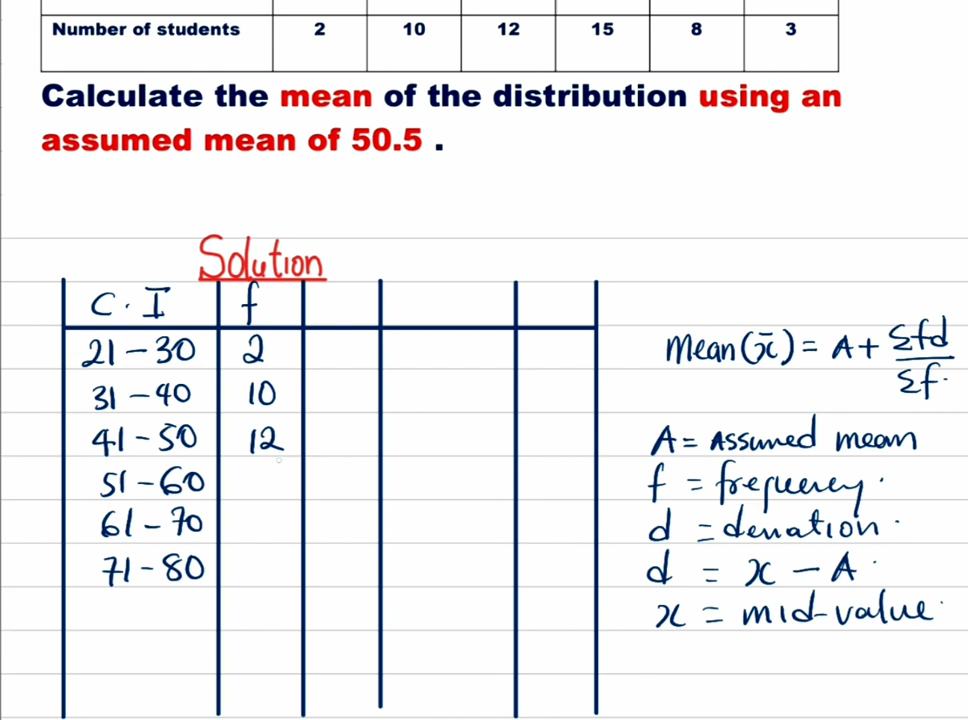 Number of students 2 10 12 15 8 3
Calculate the mean of the distribution using an
assumed mean of 50.5 .
Solution
C.I f
21-30 2
31-40 10
41-50 12
51-60
61-70
71-80
Mean(x̄) = A + Σfd/Σf.
A = Assumed mean
f = frequency.
d = deviation.
d = x - A.
x = mid-value.